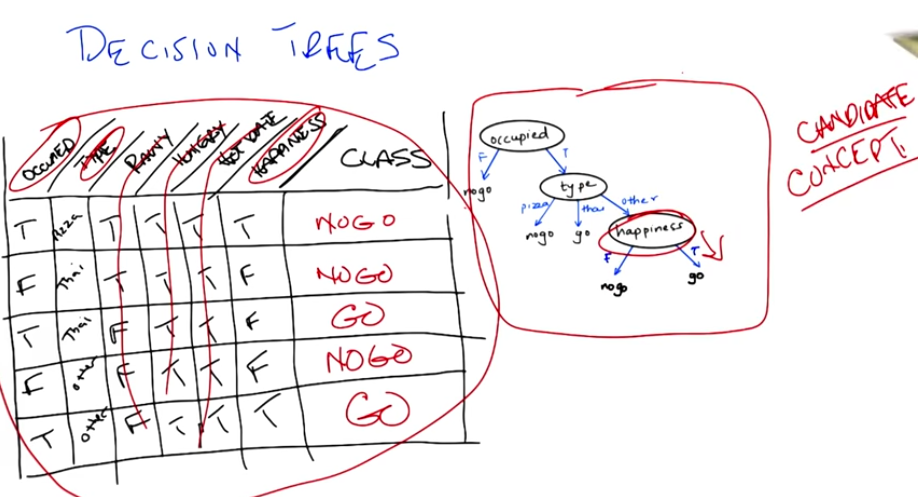 DECISION TREES
OCCUPIED TYPE RAINY HUNGRY HOT DATE HAPPINESS CLASS
T Pizza T T T T NOGO
F Thai T T T F NOGO
T Thai F T T F GO
F other F T T F NOGO
T other F T T T GO
occupied
F T
nogo type
pizza thai other
nogo go happiness
F T
nogo go
CANDIDATE
CONCEPT